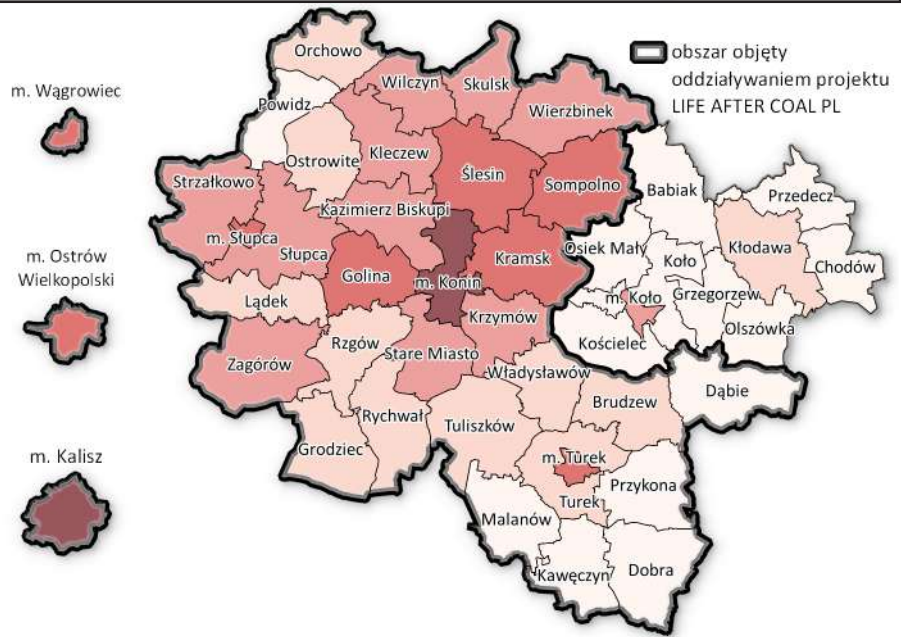 obszar objęty
oddziaływaniem projektu
LIFE AFTER COAL PL
m. Wągrowiec
m. Ostrów
Wielkopolski
m. Kalisz
Orchowo
Wilczyn
Skulsk
Powidz
Wierzbinek
Kleczew
Ostrowite
Ślesin
Strzałkowo
Sompolno
Babiak
Przedecz
Kazimierz Biskupi
m. Słupca
Słupca
Osiek Mały
Kłodawa
Koło
Kramsk
Chodów
Golina
m. Konin
Lądek
m. Koło
Grzegorzew
Krzymów
Olszówka
Kościelec
Rzgów
Stare Miasto
Zagórów
Władysławów
Dąbie
Brudzew
Rychwał
Tuliszków
Grodziec
m. Turek
Przykona
Turek
Malanów
Kawęczyn
Dobra